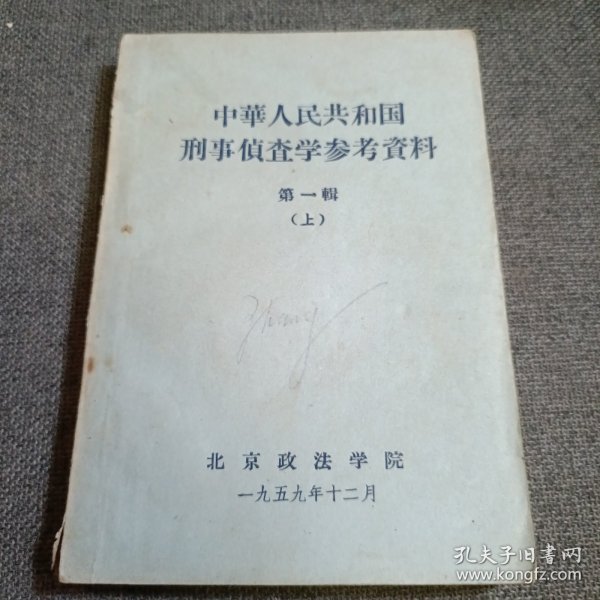 中華人民共和国
刑事偵查学参考資料
第一輯
（上）
北京政法学院
一九五九年十二月
孔夫子旧书网
www.kongfz.com